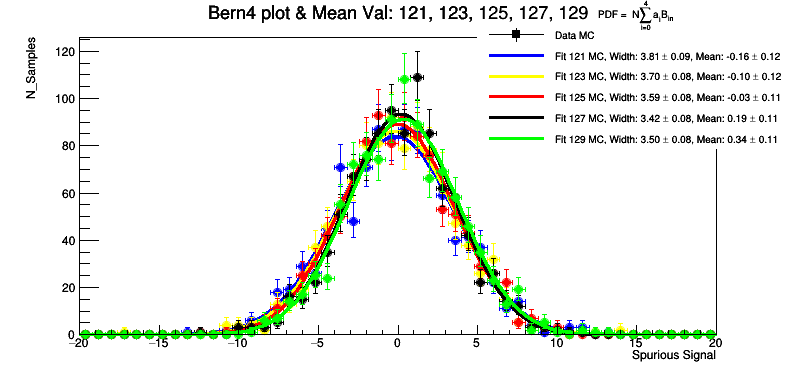 Bern4 plot & Mean Val: 121, 123, 125, 127, 129
PDF = N∑ aᵢBᵢₙ
4
i=0
N_Samples
Data MC
Fit 121 MC, Width: 3.81 ± 0.09, Mean: -0.16 ± 0.12
Fit 123 MC, Width: 3.70 ± 0.08, Mean: -0.10 ± 0.12
Fit 125 MC, Width: 3.59 ± 0.08, Mean: -0.03 ± 0.11
Fit 127 MC, Width: 3.42 ± 0.08, Mean: 0.19 ± 0.11
Fit 129 MC, Width: 3.50 ± 0.08, Mean: 0.34 ± 0.11
120
100
80
60
40
20
0
−20 −15 −10 −5 0 5 10 15 20
Spurious Signal